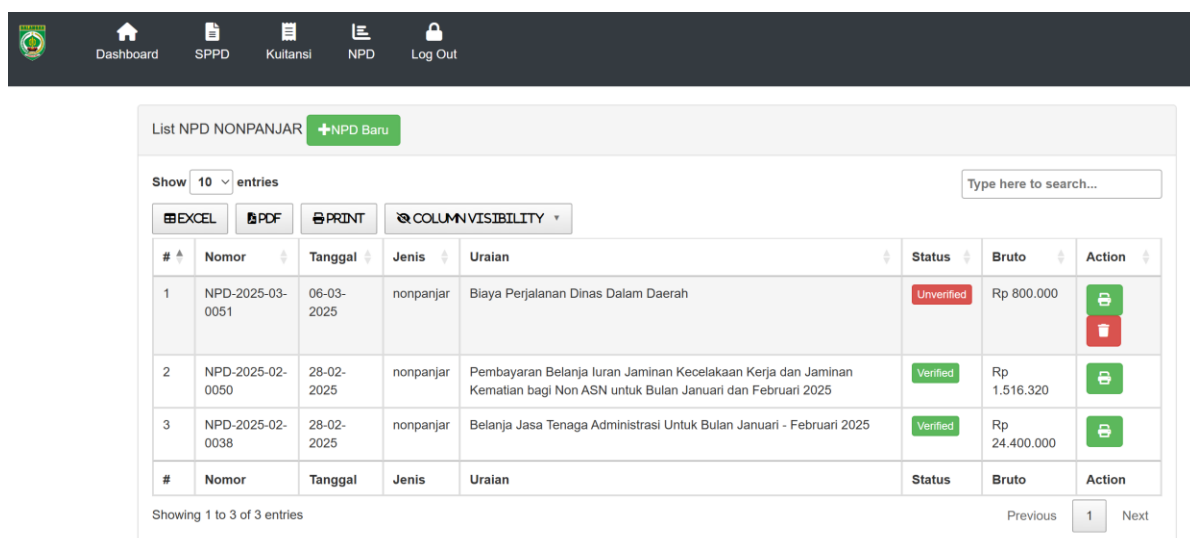 Dashboard SPPD Kuitansi NPD Log Out
List NPD NONPANJAR NPD Baru
Show 10 entries
Type here to search...
EXCEL PDF PRINT COLUMN VISIBILITY
# Nomor Tanggal Jenis Uraian Status Bruto Action
1 NPD-2025-03- 06-03- nonpanjar Biaya Perjalanan Dinas Dalam Daerah Unverified Rp 800.000
0051 2025
2 NPD-2025-02- 28-02- nonpanjar Pembayaran Belanja Iuran Jaminan Kecelakaan Kerja dan Jaminan Verified Rp
0050 2025 Kematian bagi Non ASN untuk Bulan Januari dan Februari 2025 1.516.320
3 NPD-2025-02- 28-02- nonpanjar Belanja Jasa Tenaga Administrasi Untuk Bulan Januari - Februari 2025 Verified Rp
0038 2025 24.400.000
# Nomor Tanggal Jenis Uraian Status Bruto Action
Showing 1 to 3 of 3 entries
Previous 1 Next